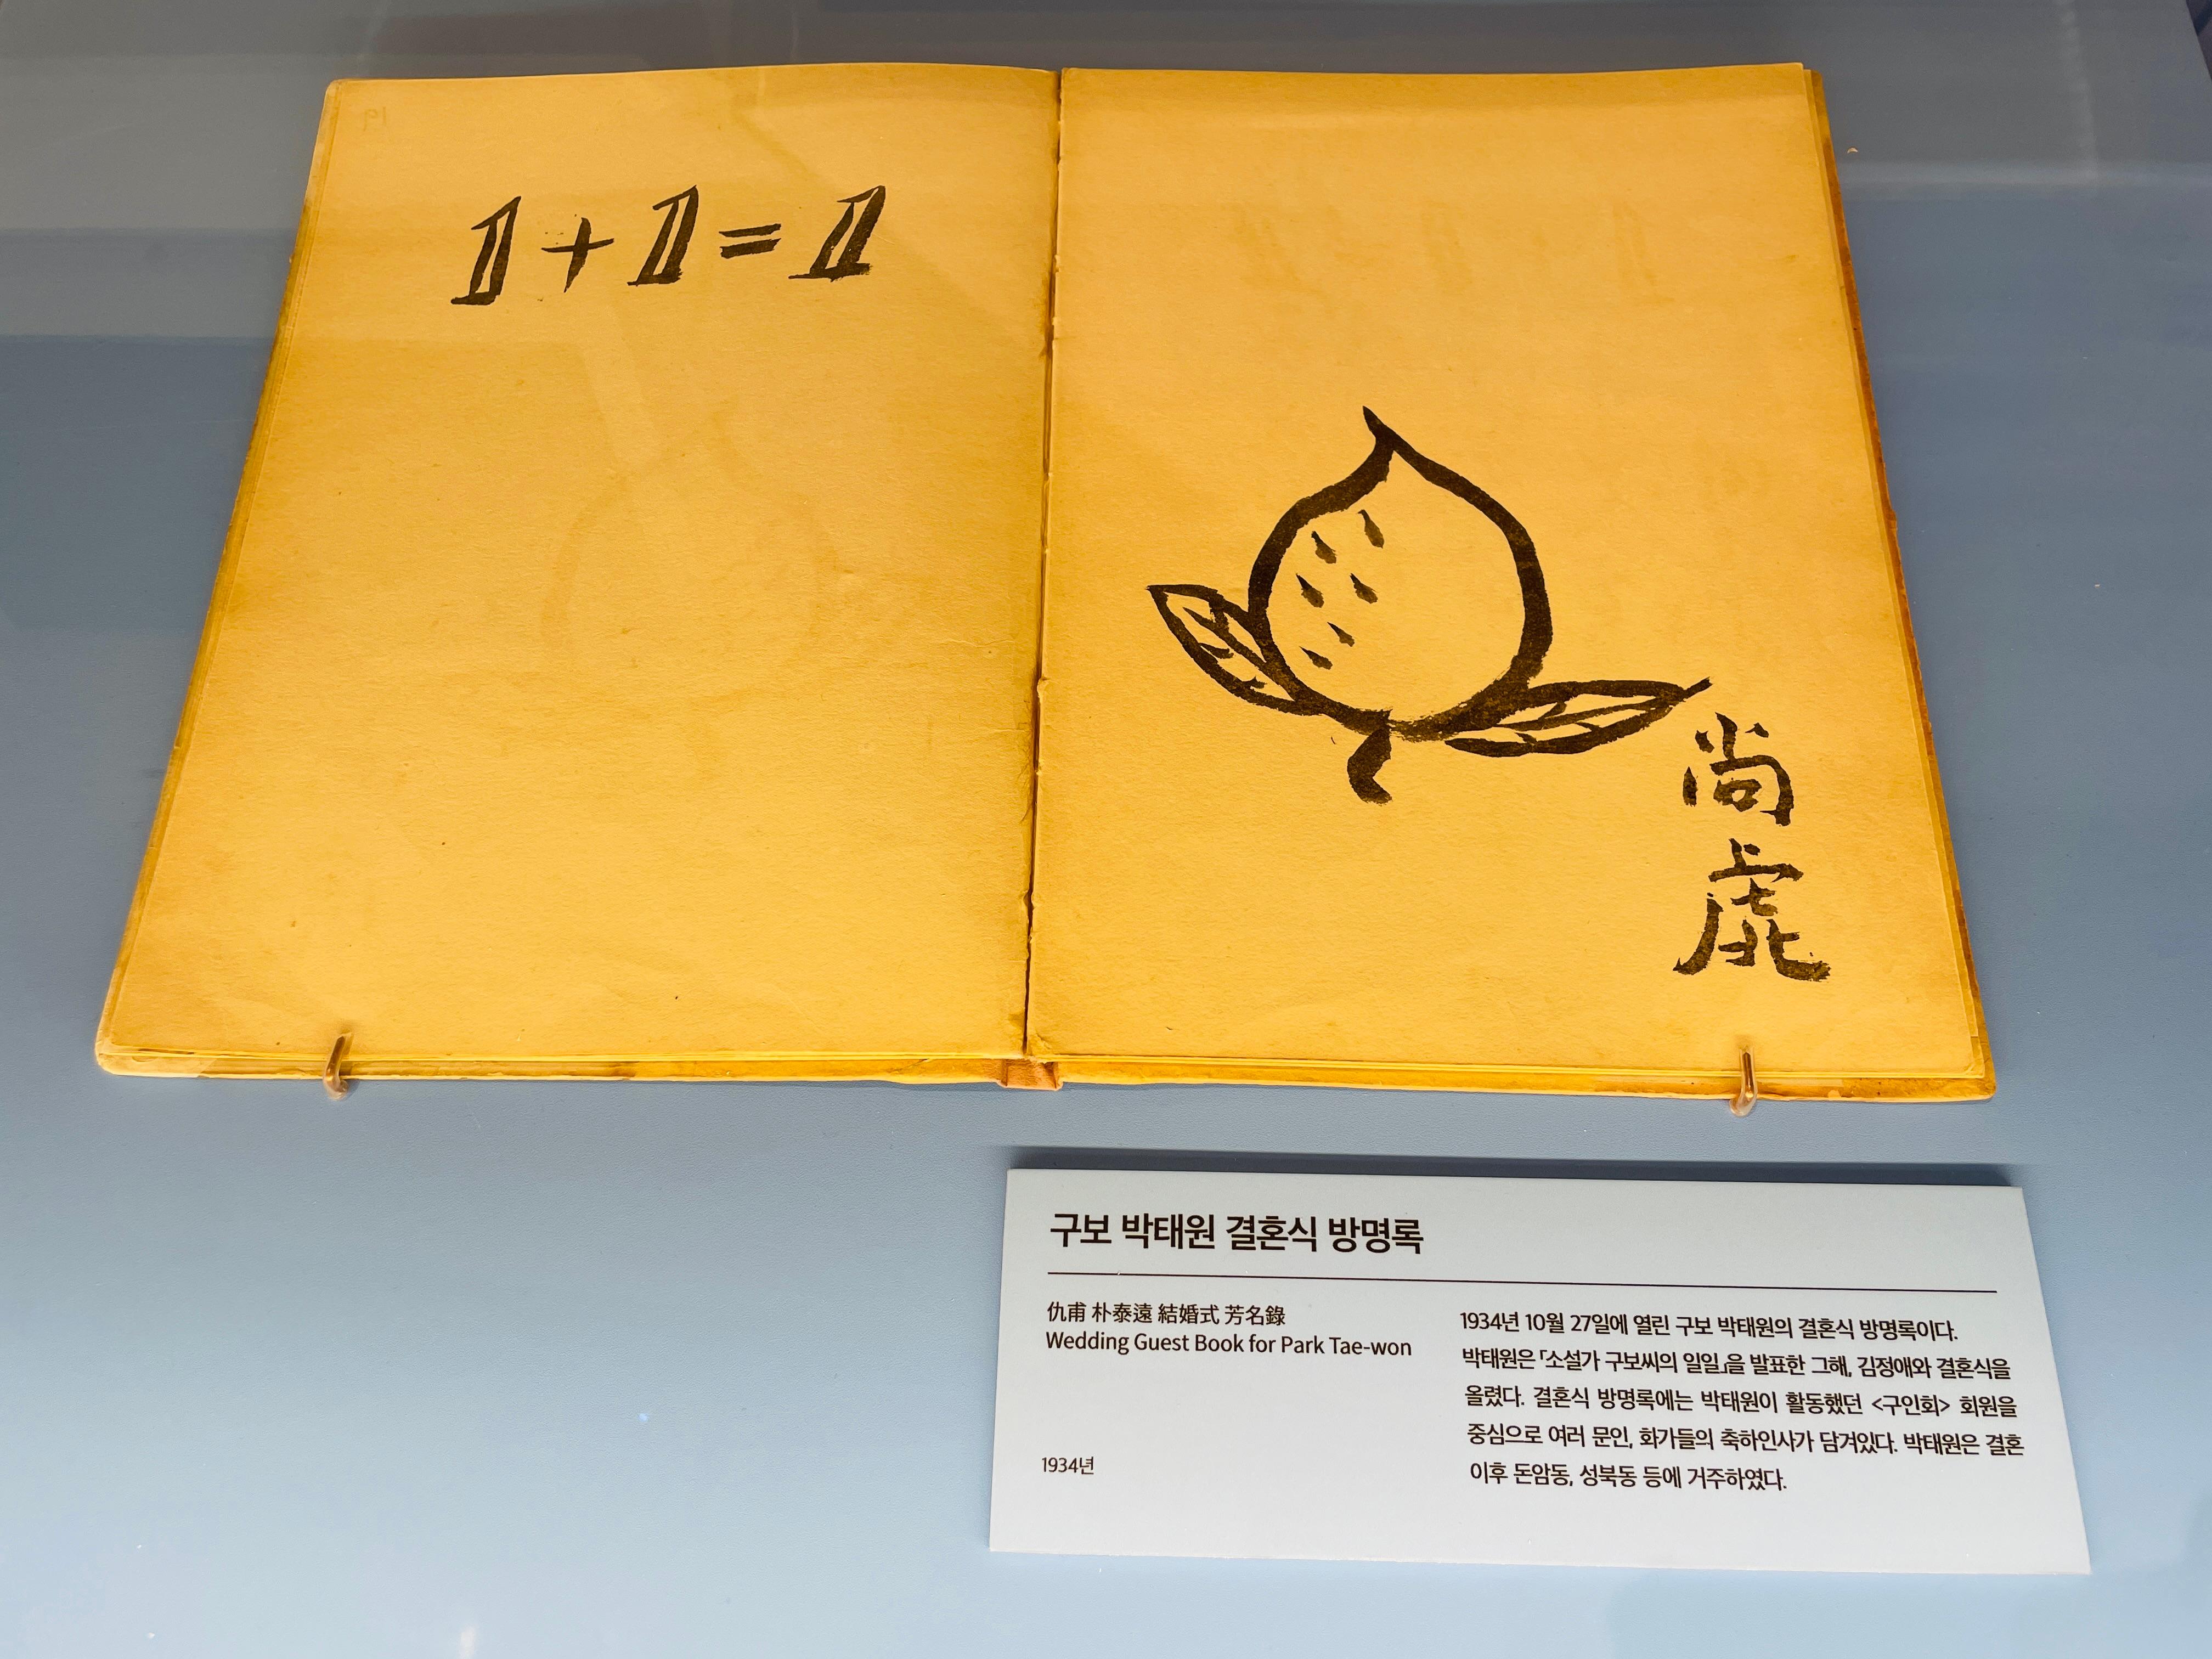 1+1=1
尚
虛
구보 박태원 결혼식 방명록
仇甫 朴泰遠 結婚式 芳名錄
Wedding Guest Book for Park Tae-won
1934년
1934년 10월 27일에 열린 구보 박태원의 결혼식 방명록이다.
박태원은 「소설가 구보씨의 일일」을 발표한 그해, 김정애와 결혼식을
올렸다. 결혼식 방명록에는 박태원이 활동했던 <구인회> 회원을
중심으로 여러 문인, 화가들의 축하인사가 담겨있다. 박태원은 결혼
이후 돈암동, 성북동 등에 거주하였다.